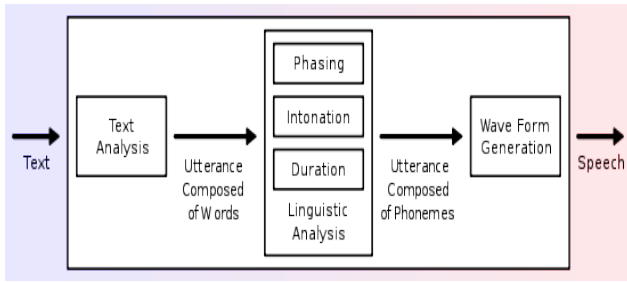 Text
Text
Analysis
Utterance
Composed
of Words
Phasing
Intonation
Duration
Linguistic
Analysis
Utterance
Composed
of Phonemes
Wave Form
Generation
Speech